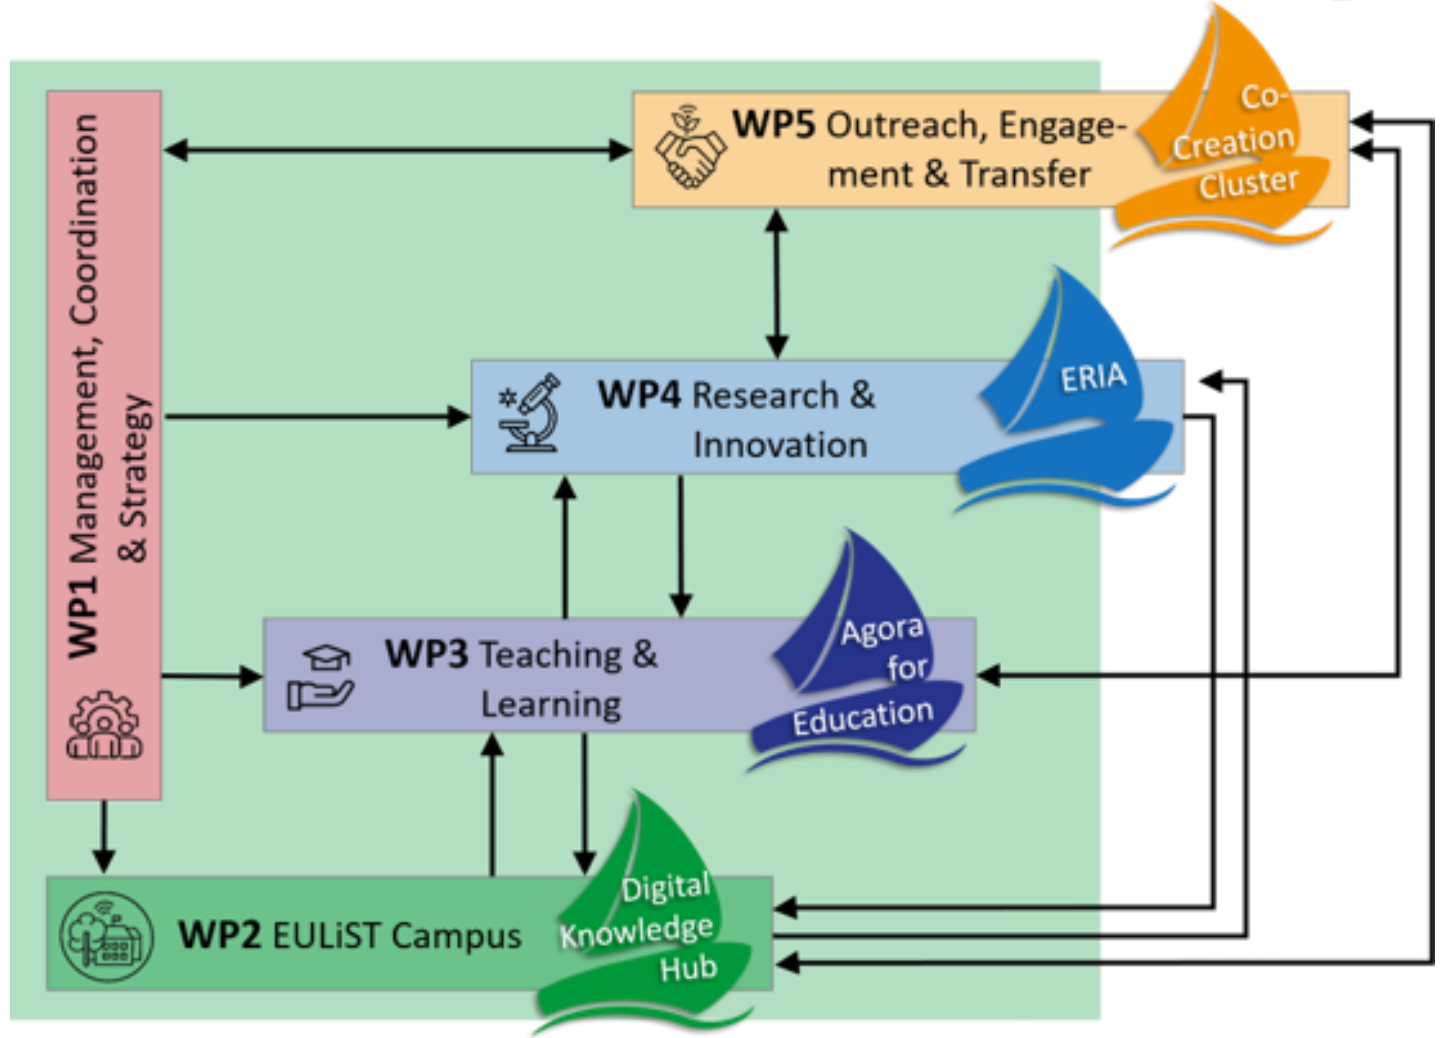 WP1 Management, Coordination
& Strategy
WP5 Outreach, Engage-
ment & Transfer
Co-
Creation
Cluster
WP4 Research &
Innovation
ERIA
WP3 Teaching &
Learning
Agora
for
Education
WP2 EULiST Campus
Digital
Knowledge
Hub